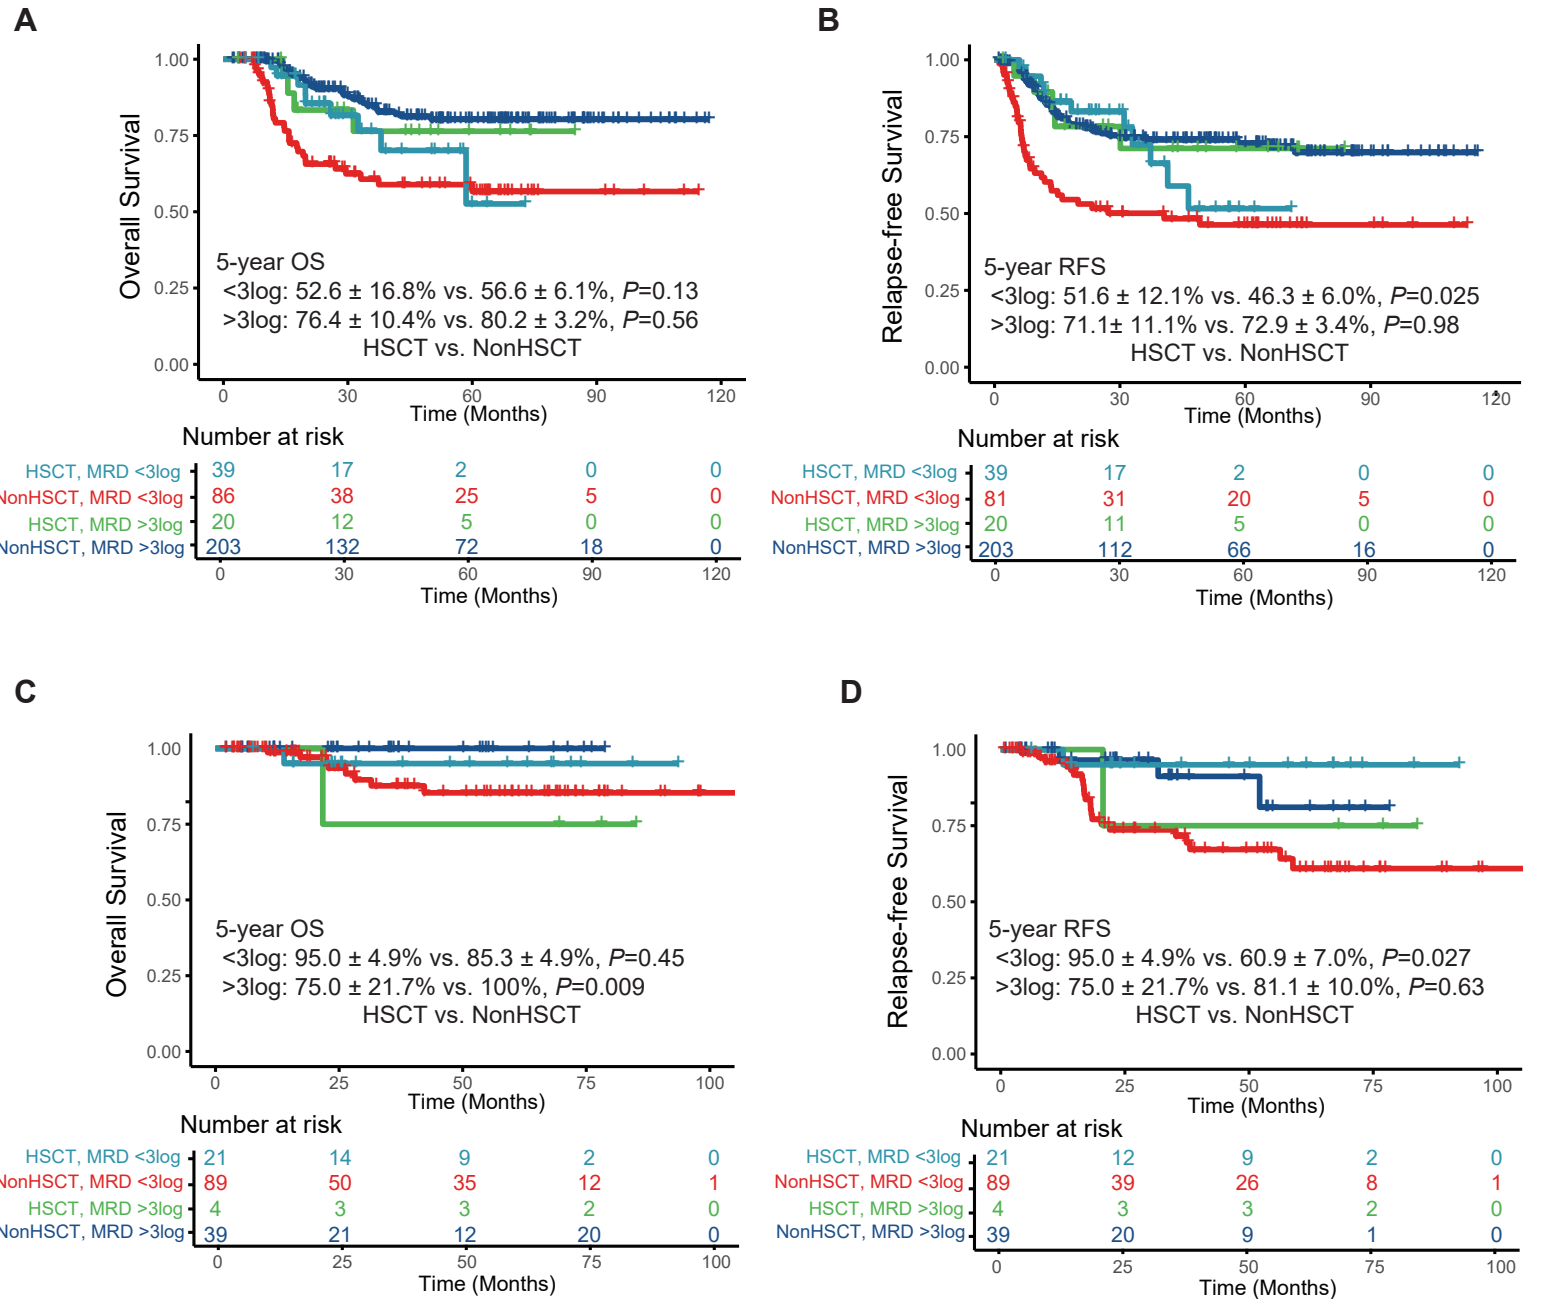 A
1.00
0.75
0.50
0.25
0.00
Overall Survival
5-year OS
<3log: 52.6 ± 16.8% vs. 56.6 ± 6.1%, P=0.13
>3log: 76.4 ± 10.4% vs. 80.2 ± 3.2%, P=0.56
HSCT vs. NonHSCT
0 30 60 90 120
Time (Months)
Number at risk
HSCT, MRD <3log 39 17 2 0 0
NonHSCT, MRD <3log 86 38 25 5 0
HSCT, MRD >3log 20 12 5 0 0
NonHSCT, MRD >3log 203 132 72 18 0
0 30 60 90 120
Time (Months)
B
1.00
0.75
0.50
0.25
0.00
Relapse-free Survival
5-year RFS
<3log: 51.6 ± 12.1% vs. 46.3 ± 6.0%, P=0.025
>3log: 71.1± 11.1% vs. 72.9 ± 3.4%, P=0.98
HSCT vs. NonHSCT
0 30 60 90 120
Time (Months)
Number at risk
HSCT, MRD <3log 39 17 2 0 0
NonHSCT, MRD <3log 81 31 20 5 0
HSCT, MRD >3log 20 11 5 0 0
NonHSCT, MRD >3log 203 112 66 16 0
0 30 60 90 120
Time (Months)
C
1.00
0.75
0.50
0.25
0.00
Overall Survival
5-year OS
<3log: 95.0 ± 4.9% vs. 85.3 ± 4.9%, P=0.45
>3log: 75.0 ± 21.7% vs. 100%, P=0.009
HSCT vs. NonHSCT
0 25 50 75 100
Time (Months)
Number at risk
HSCT, MRD <3log 21 14 9 2 0
NonHSCT, MRD <3log 89 50 35 12 1
HSCT, MRD >3log 4 3 3 2 0
NonHSCT, MRD >3log 39 21 12 20 0
0 25 50 75 100
Time (Months)
D
1.00
0.75
0.50
0.25
0.00
Relapse-free Survival
5-year RFS
<3log: 95.0 ± 4.9% vs. 60.9 ± 7.0%, P=0.027
>3log: 75.0 ± 21.7% vs. 81.1 ± 10.0%, P=0.63
HSCT vs. NonHSCT
0 25 50 75 100
Time (Months)
Number at risk
HSCT, MRD <3log 21 12 9 2 0
NonHSCT, MRD <3log 89 39 26 8 1
HSCT, MRD >3log 4 3 3 2 0
NonHSCT, MRD >3log 39 20 9 1 0
0 25 50 75 100
Time (Months)